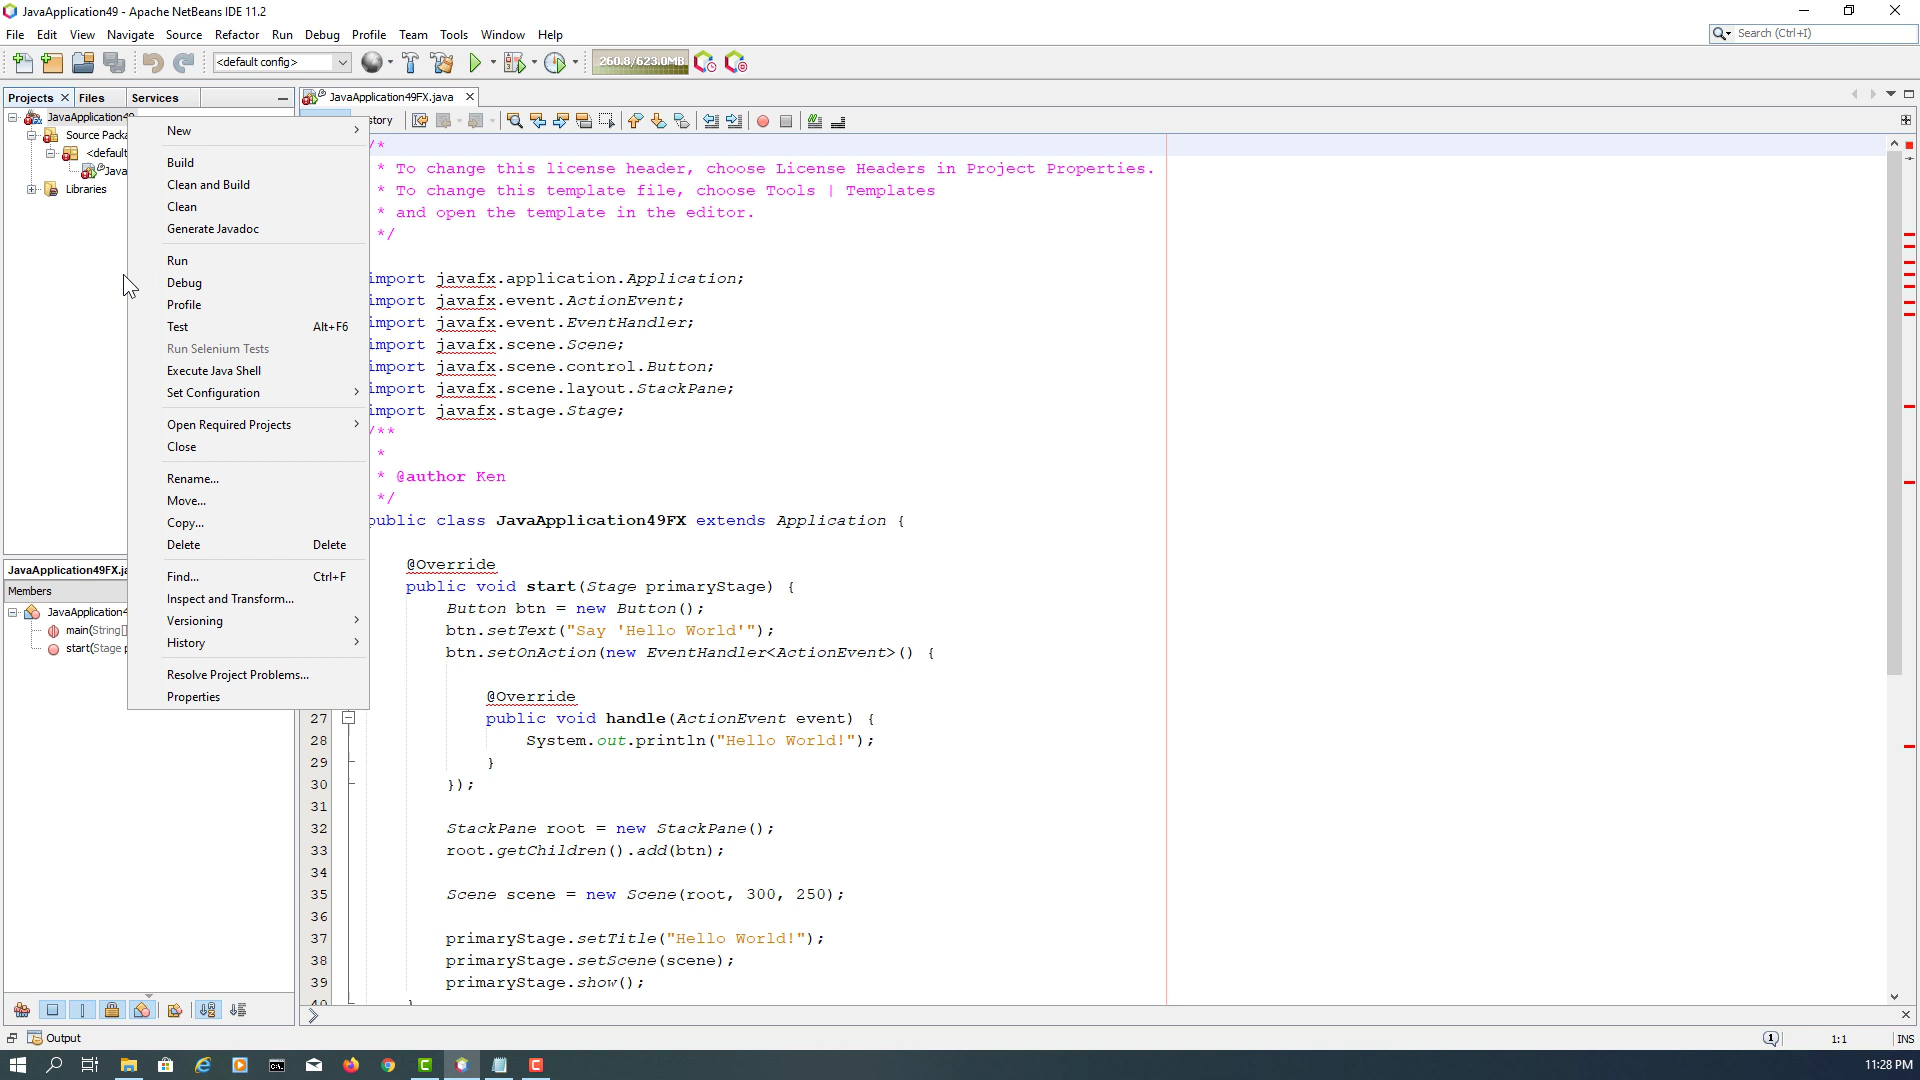 JavaApplication49 - Apache NetBeans IDE 11.2
File Edit View Navigate Source Refactor Run Debug Profile Team Tools Window Help
Search (Ctrl+I)
<default config>
260.8/623.0MB
Projects Files Services
JavaApplication49FX.java
JavaApplication49
Source Packa
<default
Java
Libraries
story
New
Build
Clean and Build
Clean
Generate Javadoc
Run
Debug
Profile
Test Alt+F6
Run Selenium Tests
Execute Java Shell
Set Configuration
Open Required Projects
Close
Rename...
Move...
Copy...
Delete Delete
Find... Ctrl+F
Inspect and Transform...
Versioning
History
Resolve Project Problems...
Properties
/*
* To change this license header, choose License Headers in Project Properties.
* To change this template file, choose Tools | Templates
* and open the template in the editor.
*/
import javafx.application.Application;
import javafx.event.ActionEvent;
import javafx.event.EventHandler;
import javafx.scene.Scene;
import javafx.scene.control.Button;
import javafx.scene.layout.StackPane;
import javafx.stage.Stage;
/**
*
* @author Ken
*/
public class JavaApplication49FX extends Application {
@Override
public void start(Stage primaryStage) {
Button btn = new Button();
btn.setText("Say 'Hello World'");
btn.setOnAction(new EventHandler<ActionEvent>() {
@Override
27 public void handle(ActionEvent event) {
28 System.out.println("Hello World!");
29 }
30 });
31
32 StackPane root = new StackPane();
33 root.getChildren().add(btn);
34
35 Scene scene = new Scene(root, 300, 250);
36
37 primaryStage.setTitle("Hello World!");
38 primaryStage.setScene(scene);
39 primaryStage.show();
40 }
JavaApplication49FX.ja
Members
JavaApplication4
main(String[]
start(Stage p
Output
1
1:1
INS
11:28 PM